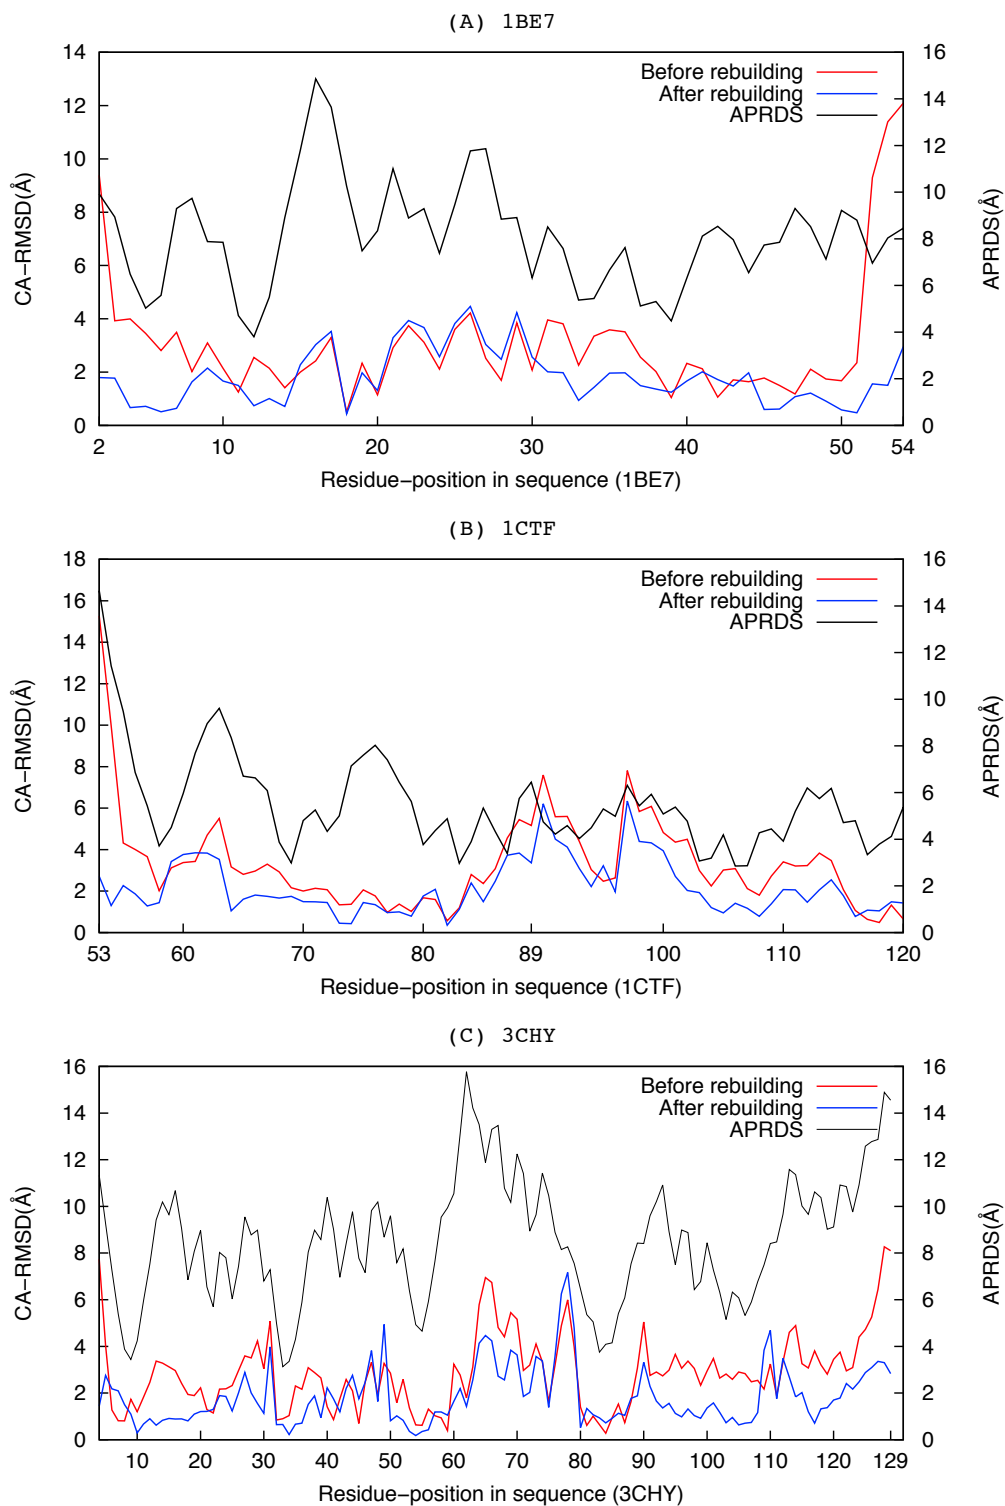 (A) 1BE7
14
12
10
8
6
4
2
0
16
14
12
10
8
6
4
2
0
CA−RMSD(Å)
APRDS(Å)
Before rebuilding
After rebuilding
APRDS
2 10 20 30 40 50 54
Residue−position in sequence (1BE7)
(B) 1CTF
18
16
14
12
10
8
6
4
2
0
16
14
12
10
8
6
4
2
0
CA−RMSD(Å)
APRDS(Å)
Before rebuilding
After rebuilding
APRDS
53 60 70 80 89 100 110 120
Residue−position in sequence (1CTF)
(C) 3CHY
16
14
12
10
8
6
4
2
0
16
14
12
10
8
6
4
2
0
CA−RMSD(Å)
APRDS(Å)
Before rebuilding
After rebuilding
APRDS
10 20 30 40 50 60 70 80 90 100 110 120 129
Residue−position in sequence (3CHY)